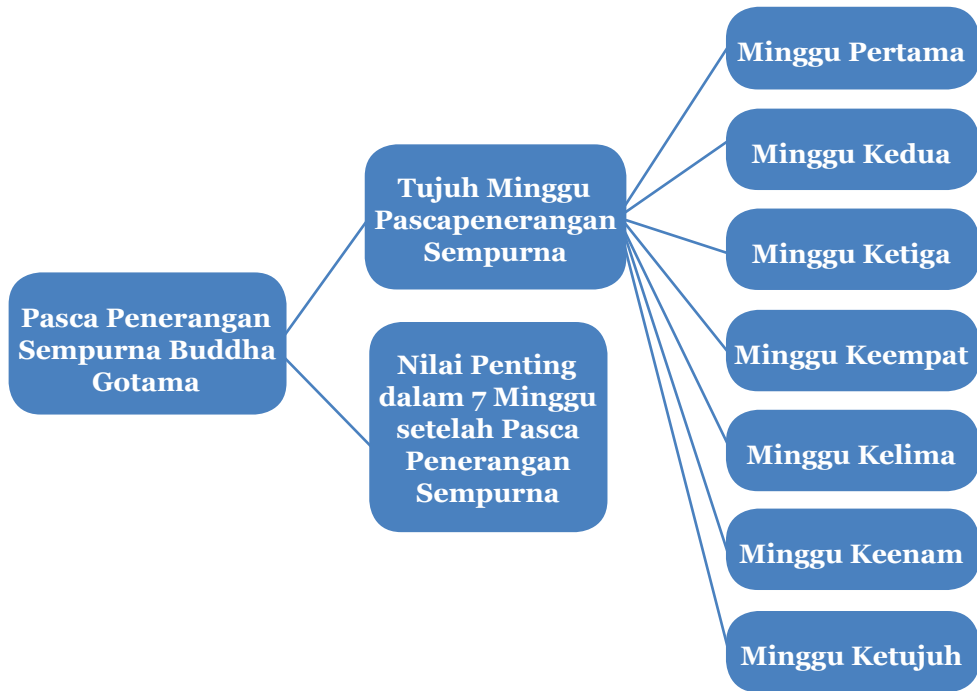 Pasca Penerangan
Sempurna Buddha
Gotama
Tujuh Minggu
Pascapenerangan
Sempurna
Nilai Penting
dalam 7 Minggu
setelah Pasca
Penerangan
Sempurna
Minggu Pertama
Minggu Kedua
Minggu Ketiga
Minggu Keempat
Minggu Kelima
Minggu Keenam
Minggu Ketujuh